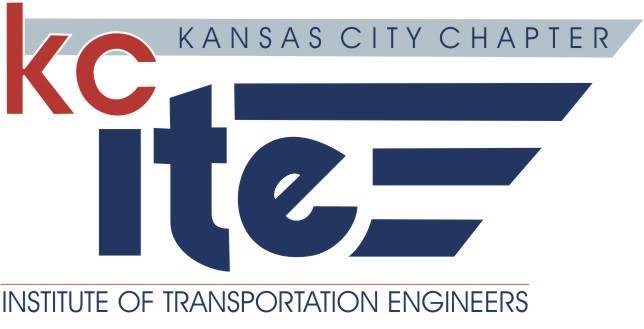 kc KANSAS CITY CHAPTER
ite
INSTITUTE OF TRANSPORTATION ENGINEERS